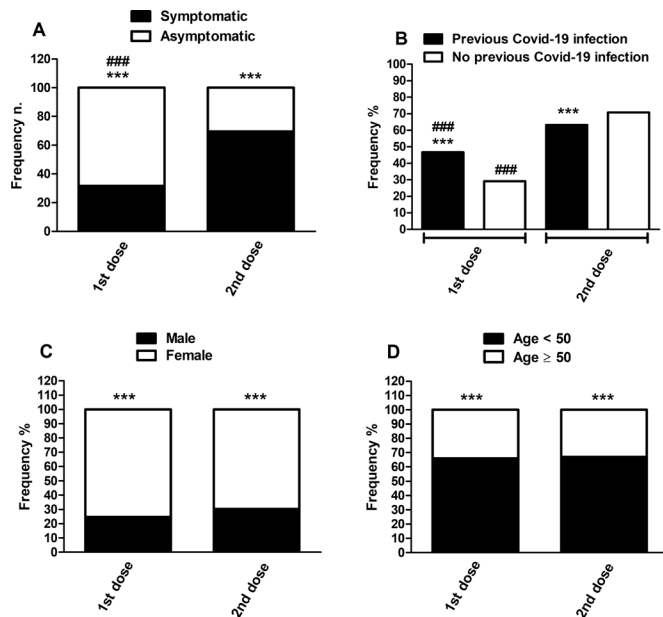 A
Symptomatic
Asymptomatic
Frequency n.
120
100
80
60
40
20
0
###
***
***
1st dose
2nd dose
B
Previous Covid-19 infection
No previous Covid-19 infection
Frequency %
100
90
80
70
60
50
40
30
20
10
0
###
***
###
***
1st dose
2nd dose
C
Male
Female
Frequency %
120
110
100
90
80
70
60
50
40
30
20
10
0
***
***
1st dose
2nd dose
D
Age < 50
Age ≥ 50
Frequency %
120
110
100
90
80
70
60
50
40
30
20
10
0
***
***
1st dose
2nd dose